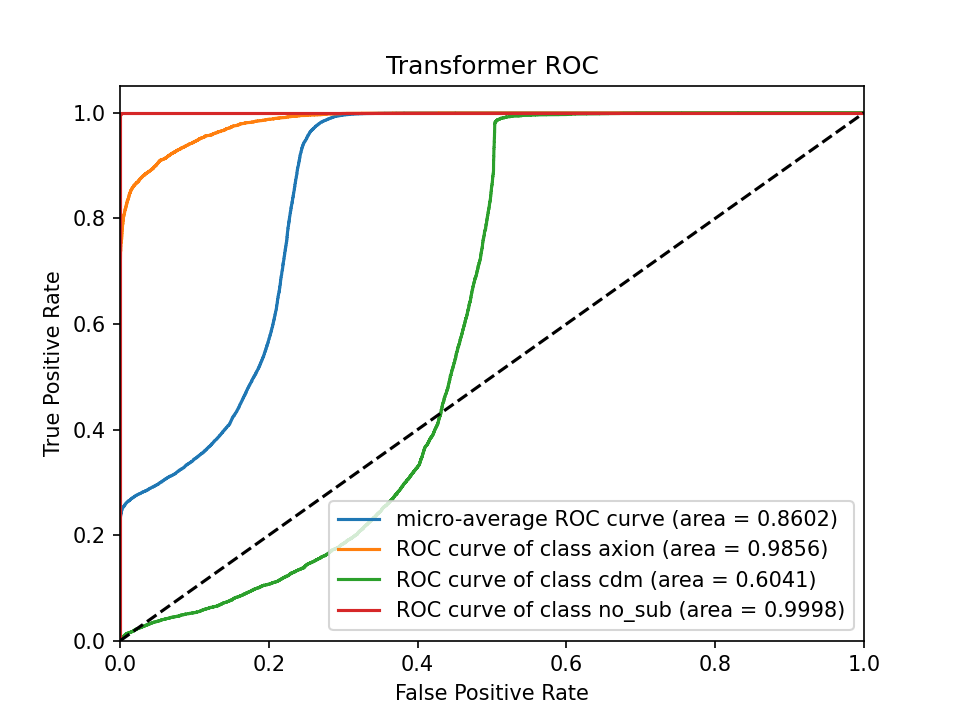 Transformer ROC
1.0
0.8
0.6
0.4
0.2
0.0
True Positive Rate
micro-average ROC curve (area = 0.8602)
ROC curve of class axion (area = 0.9856)
ROC curve of class cdm (area = 0.6041)
ROC curve of class no_sub (area = 0.9998)
0.0 0.2 0.4 0.6 0.8 1.0
False Positive Rate